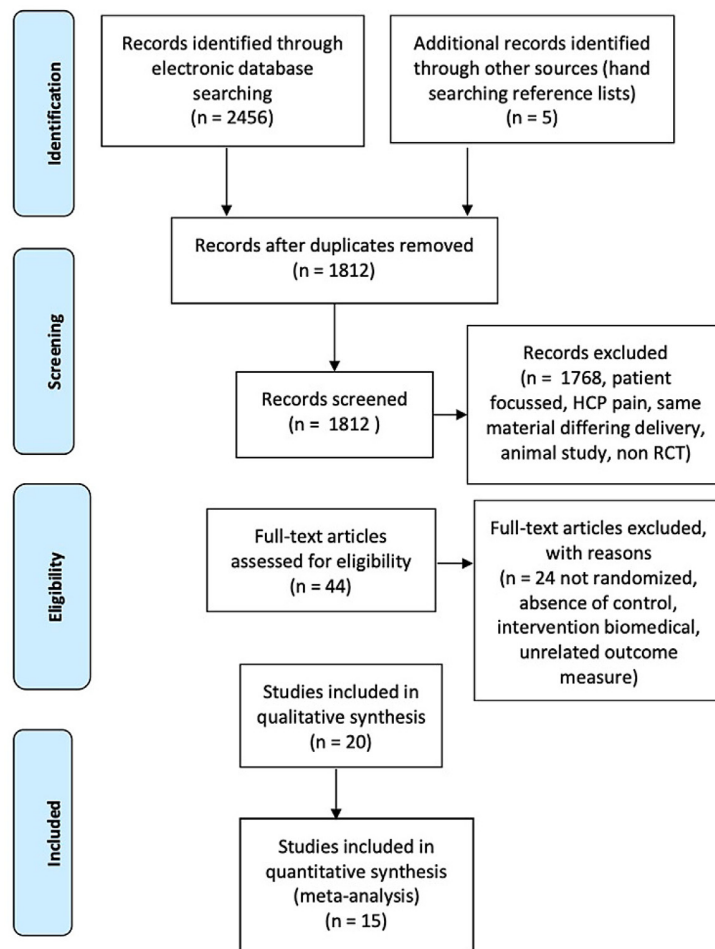 Identification
Records identified through
electronic database
searching
(n = 2456)
Additional records identified
through other sources (hand
searching reference lists)
(n = 5)
Records after duplicates removed
(n = 1812)
Screening
Records screened
(n = 1812 )
Records excluded
(n = 1768, patient
focussed, HCP pain, same
material differing delivery,
animal study, non RCT)
Eligibility
Full-text articles
assessed for eligibility
(n = 44)
Full-text articles excluded,
with reasons
(n = 24 not randomized,
absence of control,
intervention biomedical,
unrelated outcome
measure)
Studies included in
qualitative synthesis
(n = 20)
Included
Studies included in
quantitative synthesis
(meta-analysis)
(n = 15)